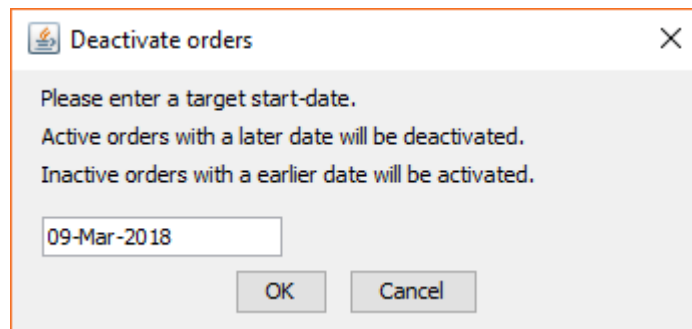 Deactivate orders
Please enter a target start-date.
Active orders with a later date will be deactivated.
Inactive orders with a earlier date will be activated.
09-Mar-2018
OK Cancel